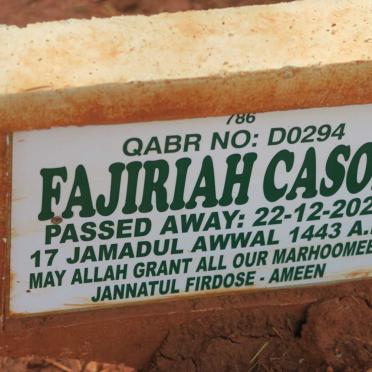 786
QABR NO: D0294
FAJIRIAH CASO
PASSED AWAY: 22-12-202
17 JAMADUL AWWAL 1443 A.
MAY ALLAH GRANT ALL OUR MARHOOMEE
JANNATUL FIRDOSE - AMEEN